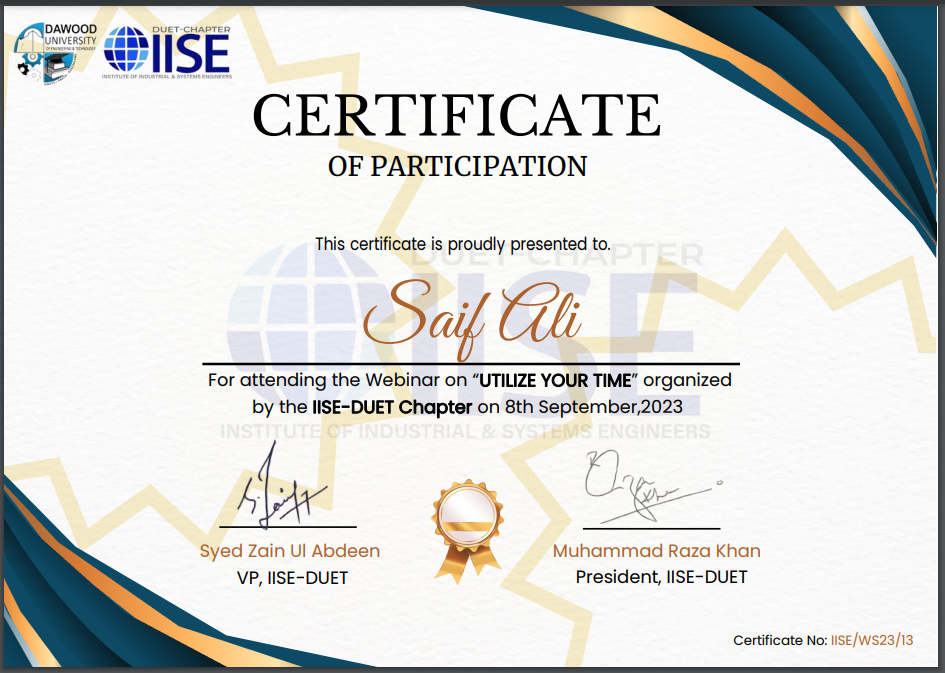 DAWOOD
UNIVERSITY
OF ENGINEERING & TECHNOLOGY
DUET-CHAPTER
IISE
INSTITUTE OF INDUSTRIAL & SYSTEMS ENGINEERS
CERTIFICATE
OF PARTICIPATION
This certificate is proudly presented to.
DUET-CHAPTER
IISE
Saif Ali
For attending the Webinar on “UTILIZE YOUR TIME” organized
by the IISE-DUET Chapter on 8th September,2023
INSTITUTE OF INDUSTRIAL & SYSTEMS ENGINEERS
Syed Zain Ul Abdeen
VP, IISE-DUET
Muhammad Raza Khan
President, IISE-DUET
Certificate No: IISE/WS23/13